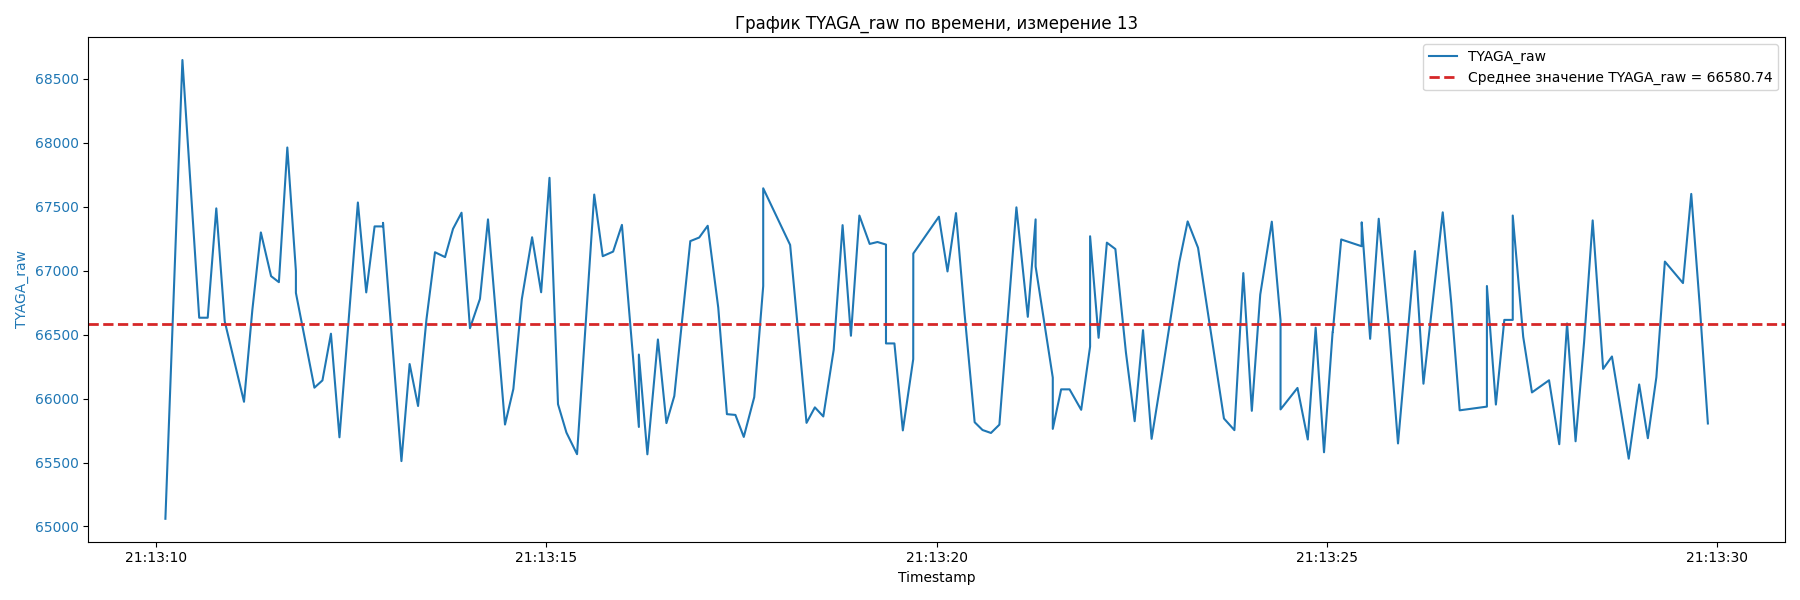 График TYAGA_raw по времени, измерение 13
TYAGA_raw
Среднее значение TYAGA_raw = 66580.74
68500
68000
67500
67000
66500
66000
65500
65000
TYAGA_raw
21:13:10
21:13:15
21:13:20
21:13:25
21:13:30
Timestamp